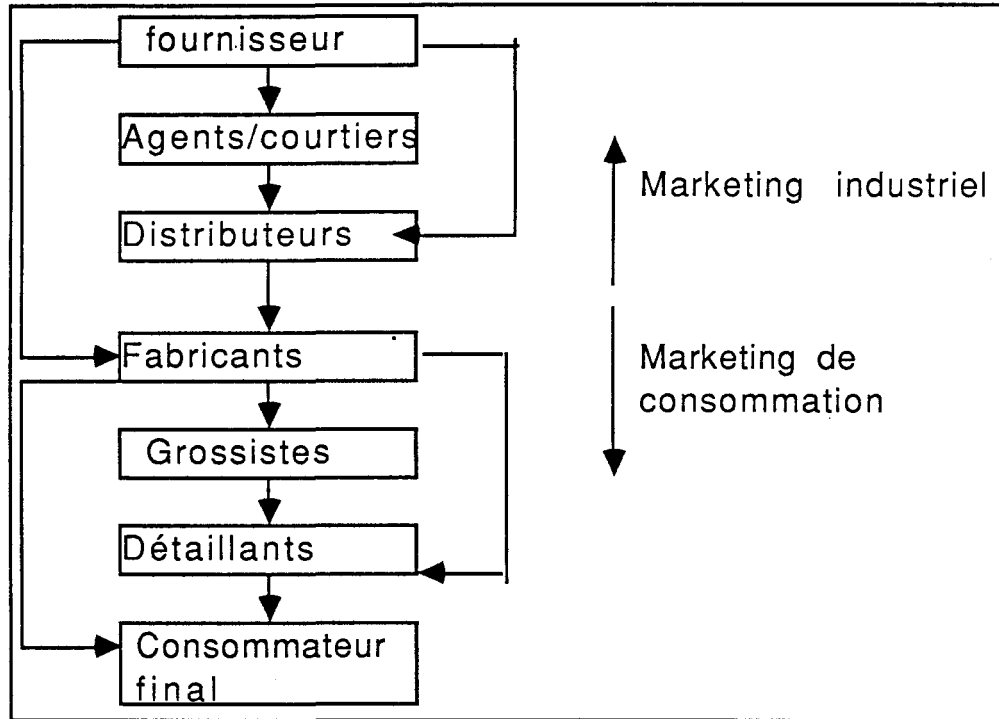 fournisseur
Agents/courtiers
Distributeurs
Marketing industriel
Fabricants
Marketing de
consommation
Grossistes
Détaillants
Consommateur
final